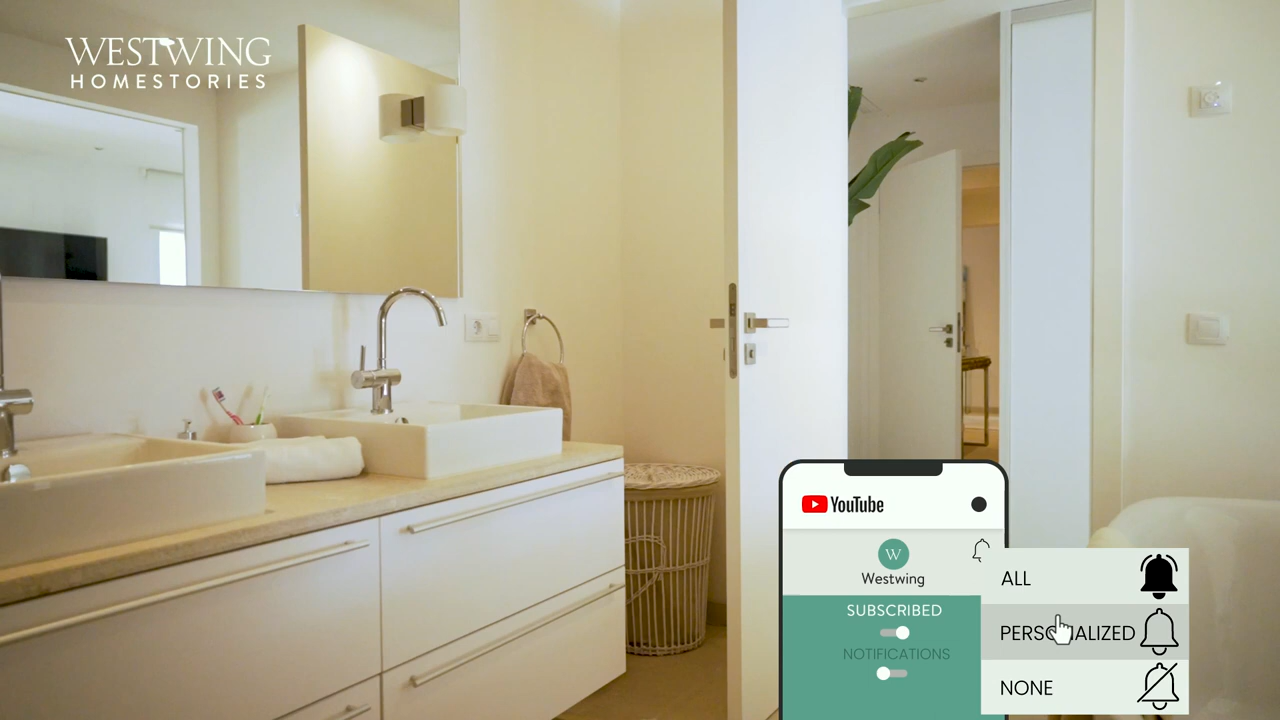 WESTWING
HOMESTORIES
YouTube
W
Westwing
SUBSCRIBED
NOTIFICATIONS
ALL
PERSONALIZED
NONE